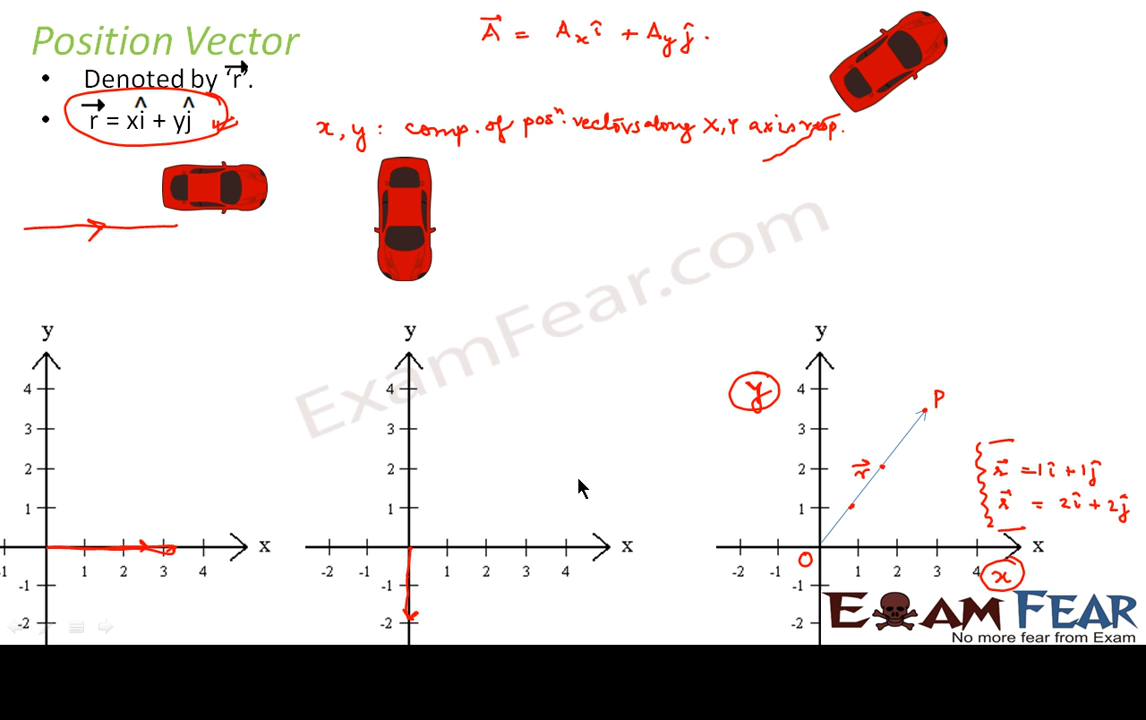 Position Vector
A = Axî + Ayĵ.
• Denoted by "r".
• r = xî + yĵ
x, y : comp. of posⁿ. vectors along X, Y axis resp.
ExamFear.com
y
4
3
2
1
-1
-2
-1
1
2
3
4
x
y
4
3
2
1
-1
-2
-2
-1
1
2
3
4
x
y
y
4
3
2
1
-1
-2
-2
-1
1
2
3
4
x
x
P
r
O
r = 1î + 1ĵ
r = 2î + 2ĵ
EXAM FEAR
No more fear from Exam